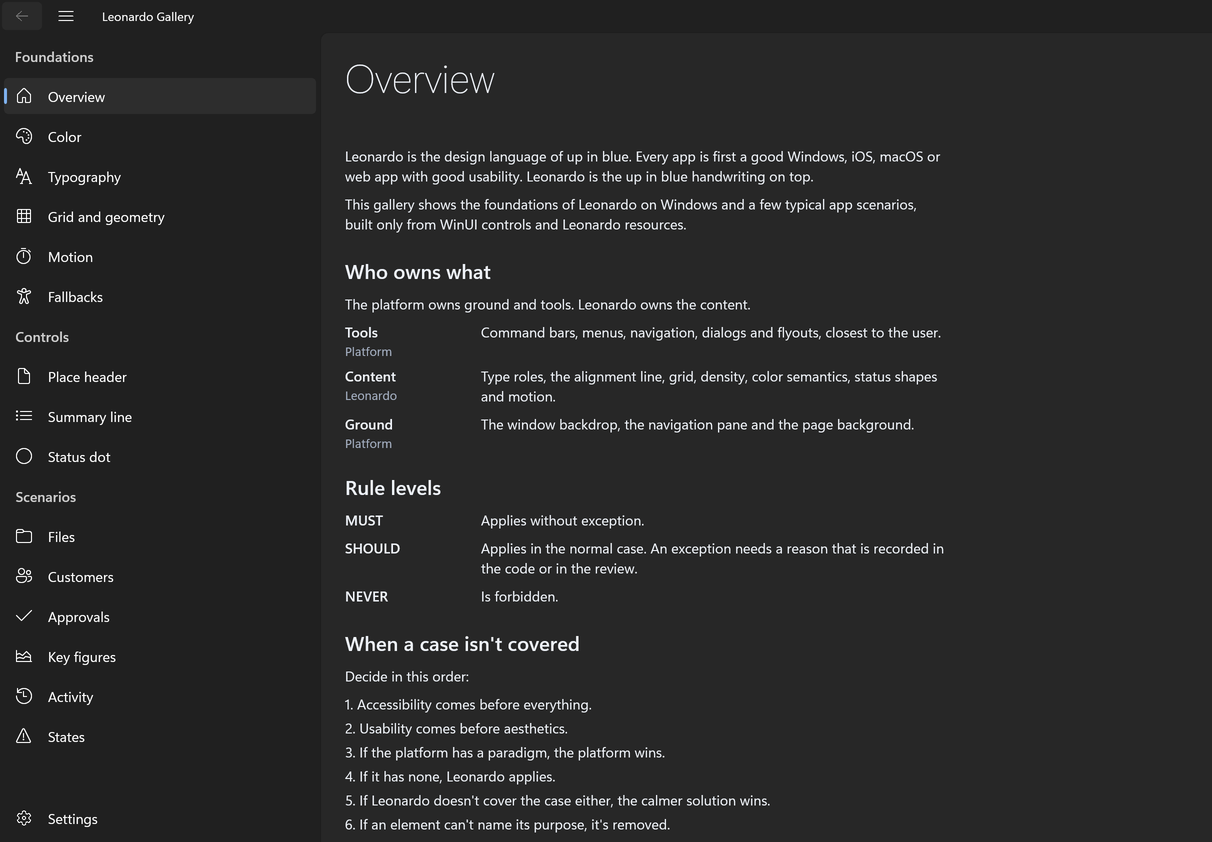 Leonardo Gallery
Foundations
Overview
Color
Typography
Grid and geometry
Motion
Fallbacks
Controls
Place header
Summary line
Status dot
Scenarios
Files
Customers
Approvals
Key figures
Activity
States
Settings
Overview
Leonardo is the design language of up in blue. Every app is first a good Windows, iOS, macOS or
web app with good usability. Leonardo is the up in blue handwriting on top.
This gallery shows the foundations of Leonardo on Windows and a few typical app scenarios,
built only from WinUI controls and Leonardo resources.
Who owns what
The platform owns ground and tools. Leonardo owns the content.
Tools
Platform
Command bars, menus, navigation, dialogs and flyouts, closest to the user.
Content
Leonardo
Type roles, the alignment line, grid, density, color semantics, status shapes
and motion.
Ground
Platform
The window backdrop, the navigation pane and the page background.
Rule levels
MUST
Applies without exception.
SHOULD
Applies in the normal case. An exception needs a reason that is recorded in
the code or in the review.
NEVER
Is forbidden.
When a case isn't covered
Decide in this order:
1. Accessibility comes before everything.
2. Usability comes before aesthetics.
3. If the platform has a paradigm, the platform wins.
4. If it has none, Leonardo applies.
5. If Leonardo doesn't cover the case either, the calmer solution wins.
6. If an element can't name its purpose, it's removed.